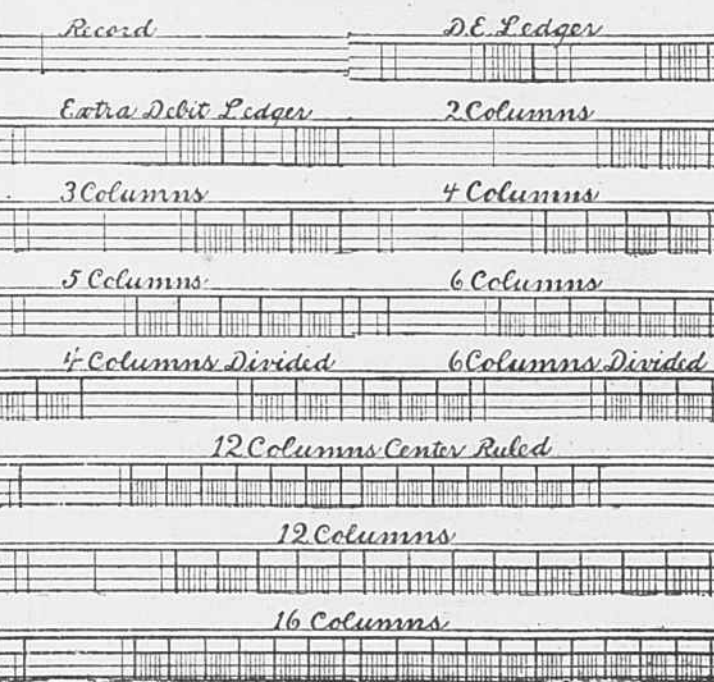 Record D.E. Ledger
Extra Debit Ledger 2 Columns
3 Columns 4 Columns
5 Columns 6 Columns
4 Columns Divided 6 Columns Divided
12 Columns Center Ruled
12 Columns
16 Columns